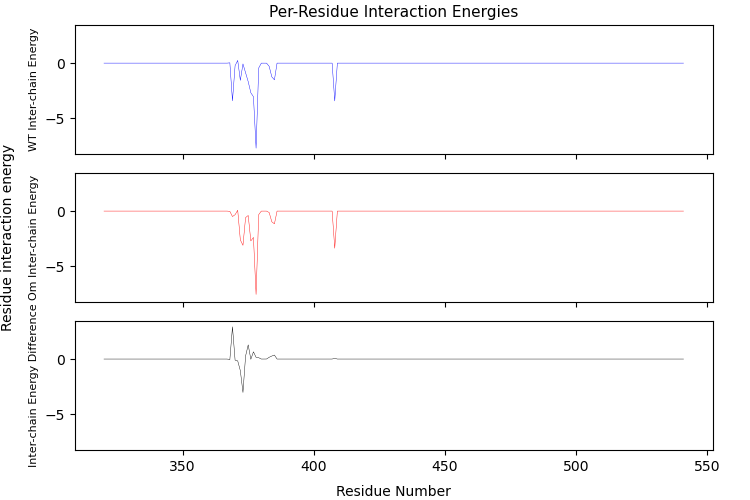 Per-Residue Interaction Energies
Residue interaction energy
WT Inter-chain Energy
0
−5
Om Inter-chain Energy
0
−5
Inter-chain Energy Difference
0
−5
350
400
450
500
550
Residue Number